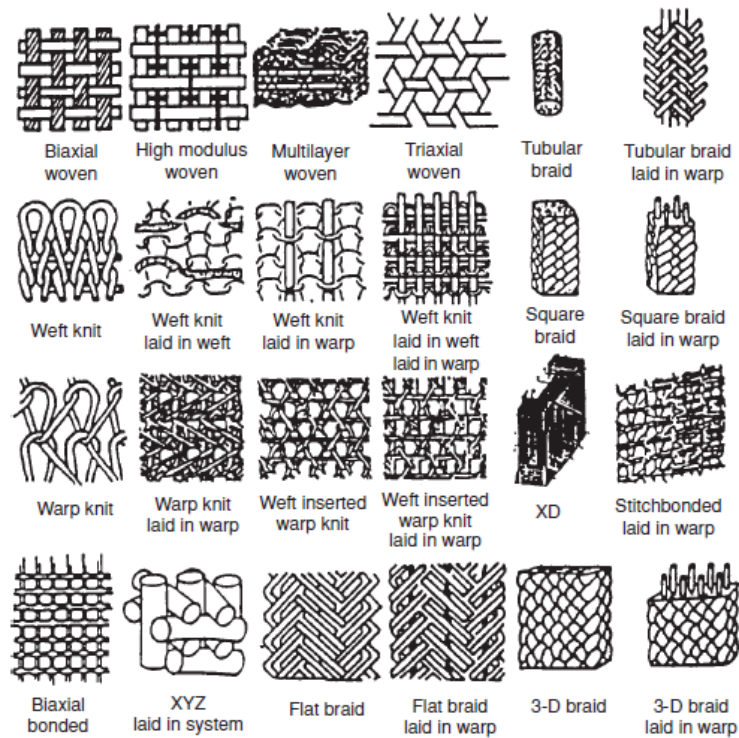 Biaxial
woven
High modulus
woven
Multilayer
woven
Triaxial
woven
Tubular
braid
Tubular braid
laid in warp
Weft knit
Weft knit
laid in weft
Weft knit
laid in warp
Weft knit
laid in weft
laid in warp
Square
braid
Square braid
laid in warp
Warp knit
Warp knit
laid in warp
Weft inserted
warp knit
Weft inserted
warp knit
laid in warp
XD
Stitchbonded
laid in warp
Biaxial
bonded
XYZ
laid in system
Flat braid
Flat braid
laid in warp
3-D braid
3-D braid
laid in warp